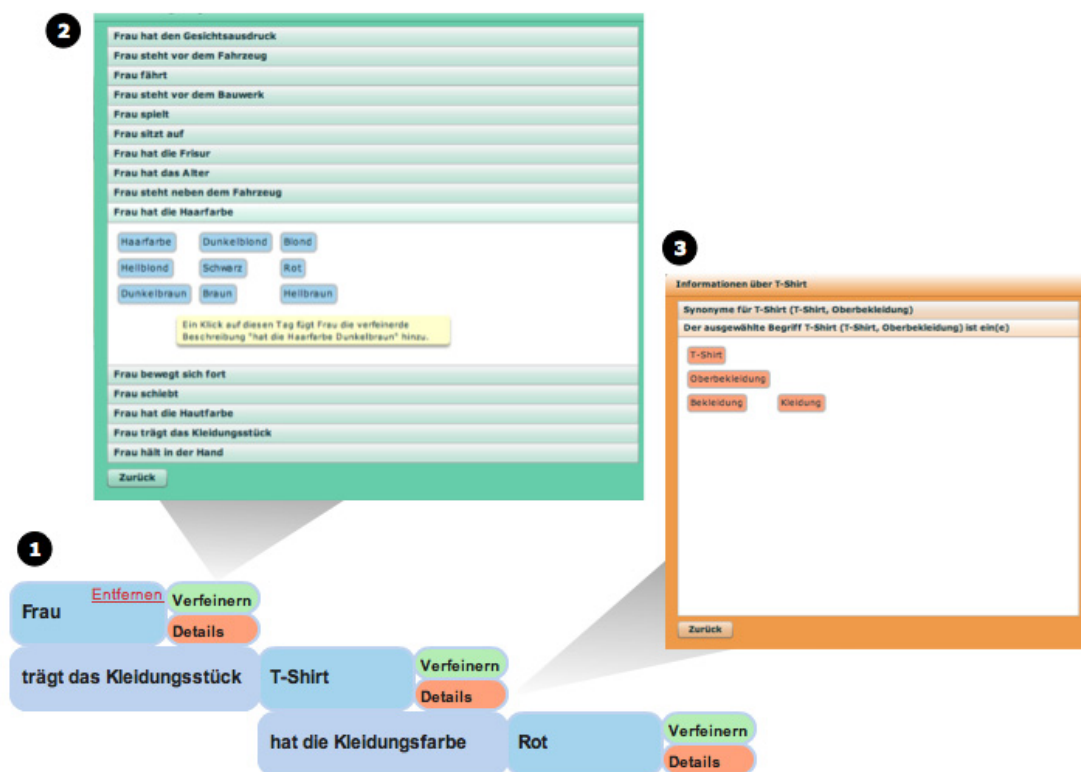 2
Frau hat den Gesichtsausdruck
Frau steht vor dem Fahrzeug
Frau fährt
Frau steht vor dem Bauwerk
Frau spielt
Frau sitzt auf
Frau hat die Frisur
Frau hat das Alter
Frau steht neben dem Fahrzeug
Frau hat die Haarfarbe
Haarfarbe Dunkelblond Blond
Hellblond Schwarz Rot
Dunkelbraun Braun Hellbraun
Ein Klick auf diesen Tag fügt Frau die verfeinerde
Beschreibung "hat die Haarfarbe Dunkelbraun" hinzu.
Frau bewegt sich fort
Frau schiebt
Frau hat die Hautfarbe
Frau trägt das Kleidungsstück
Frau hält in der Hand
Zurück
3
Informationen über T-Shirt
Synonyme für T-Shirt (T-Shirt, Oberbekleidung)
Der ausgewählte Begriff T-Shirt (T-Shirt, Oberbekleidung) ist ein(e)
T-Shirt
Oberbekleidung
Bekleidung Kleidung
Zurück
1
Frau Entfernen Verfeinern
Details
trägt das Kleidungsstück T-Shirt Verfeinern
Details
hat die Kleidungsfarbe Rot Verfeinern
Details